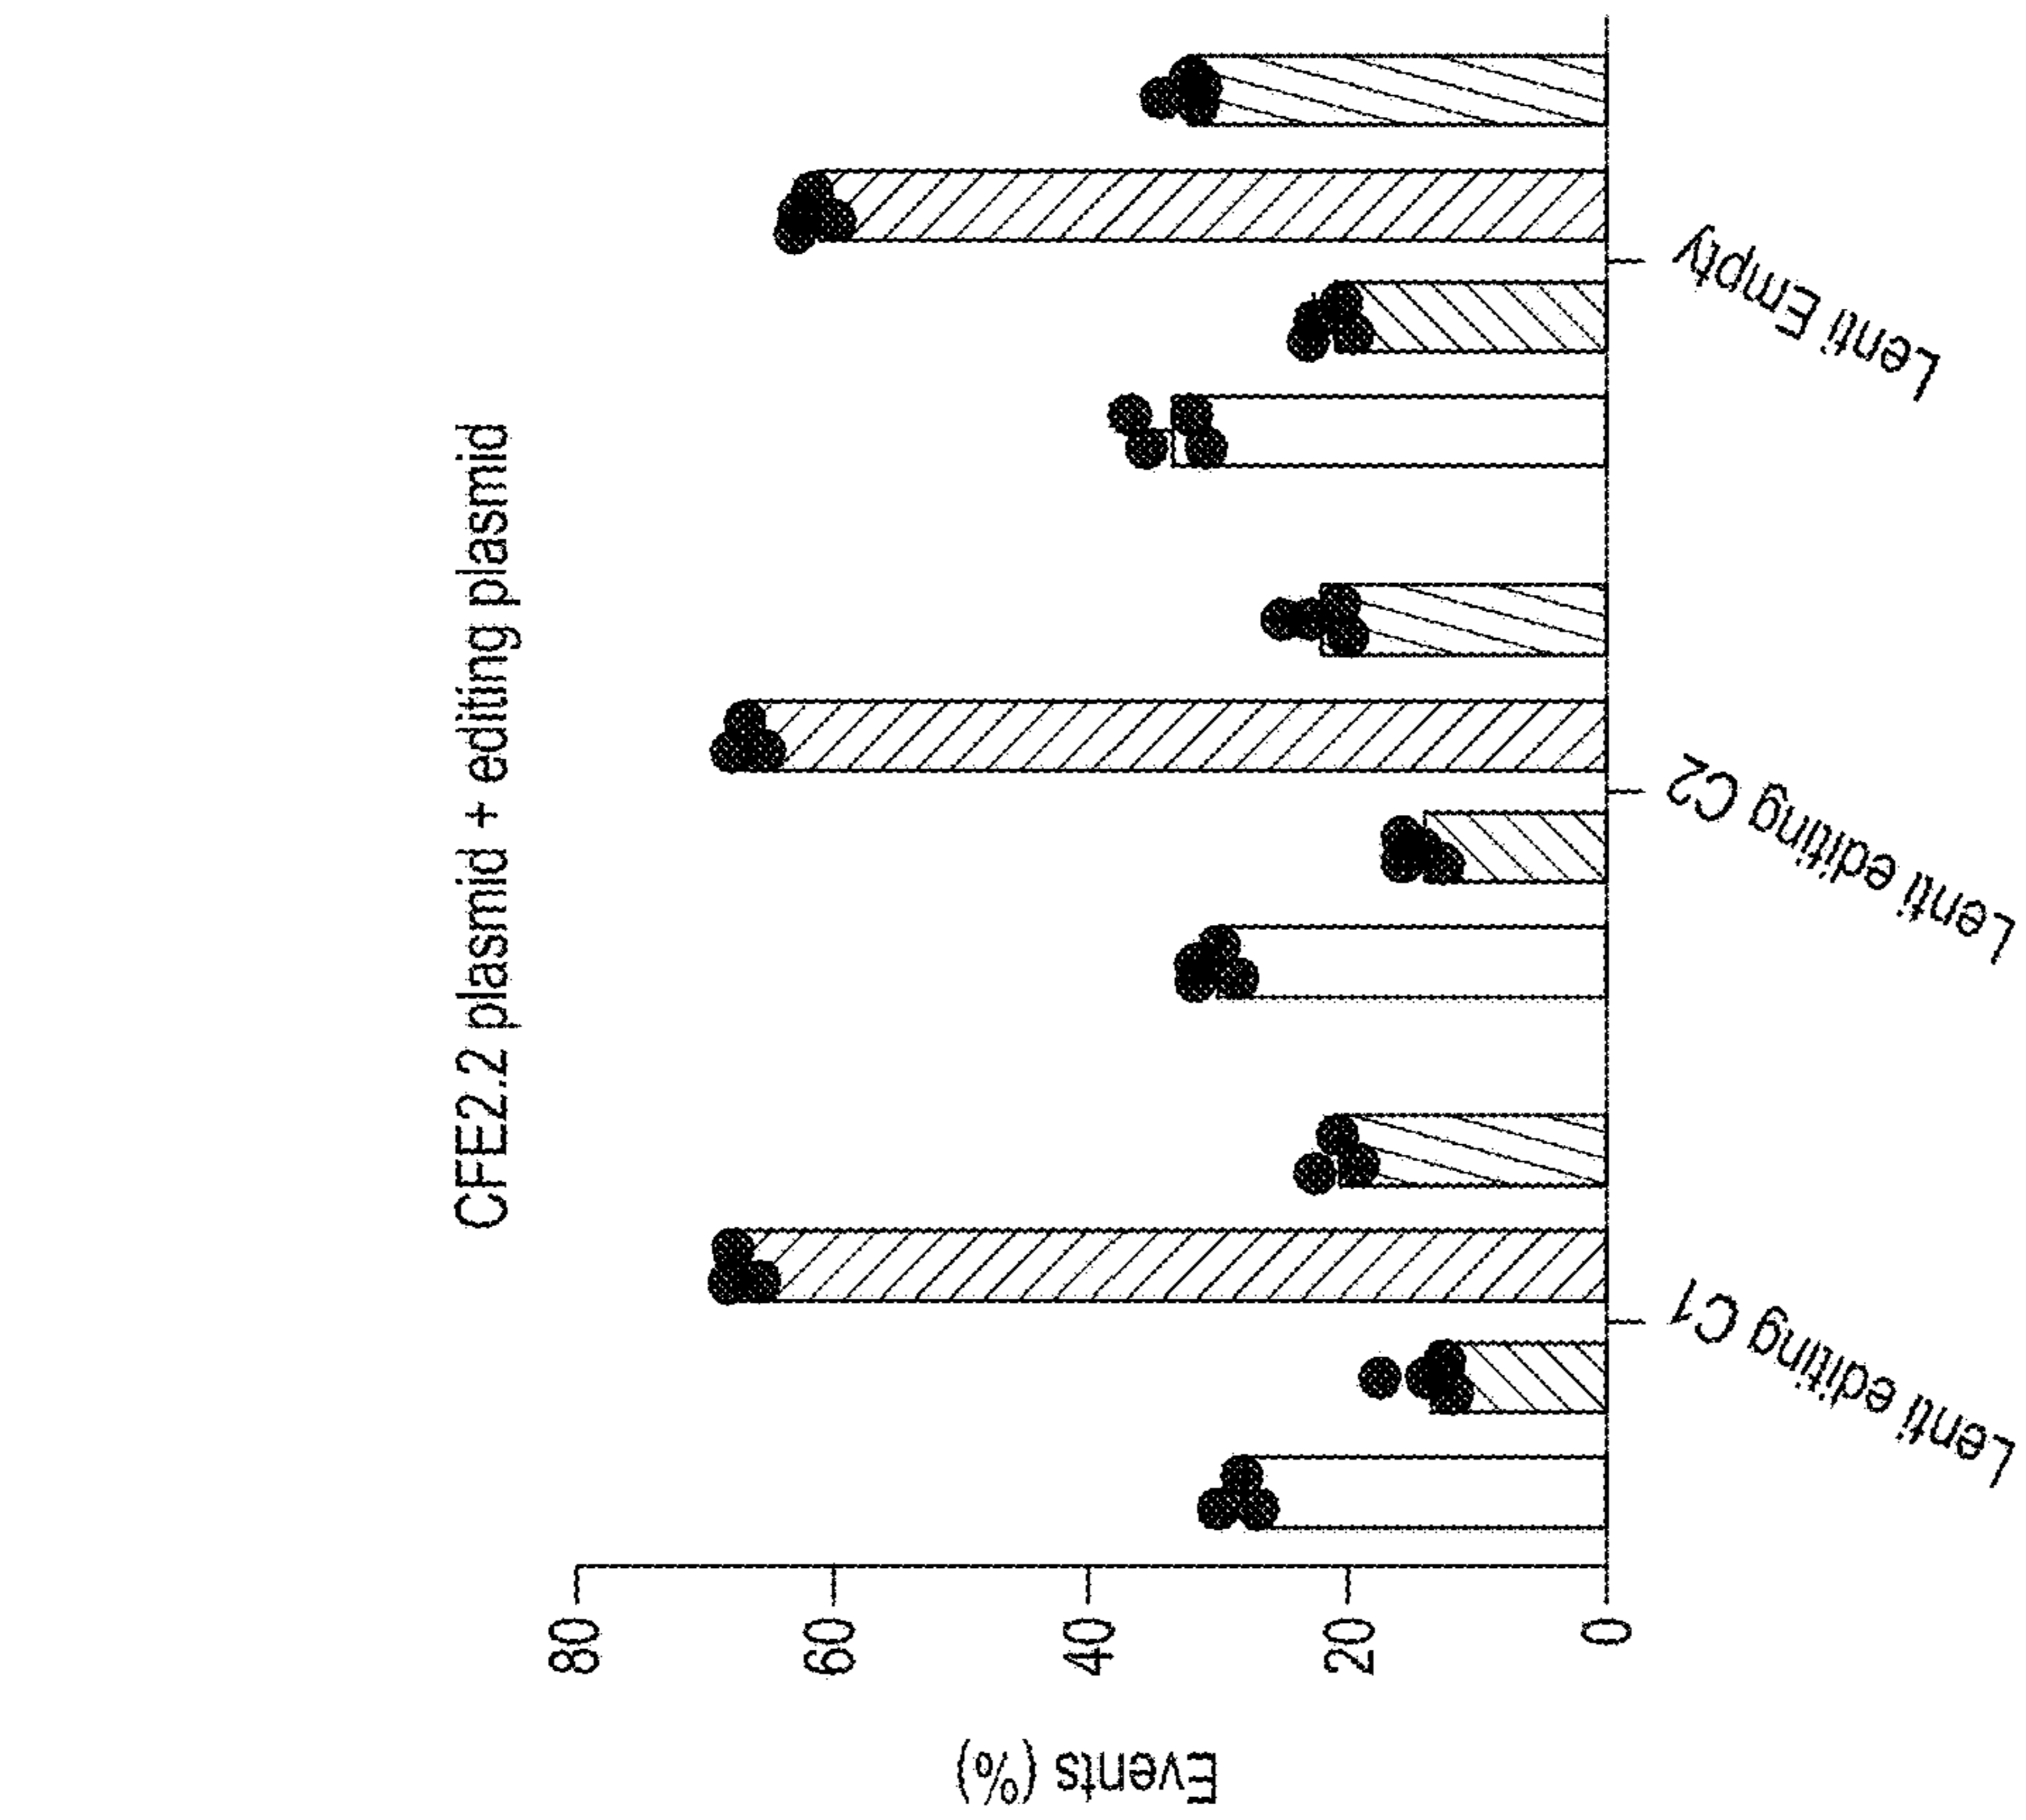 CFE2.2 plasmid + editing plasmid
Events (%)
80
60
40
20
0
Lenti editing C1
Lenti editing C2
Lenti Empty